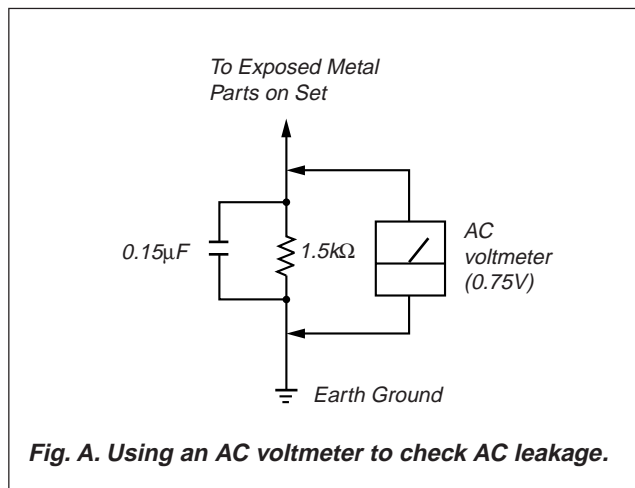 To Exposed Metal
Parts on Set
0.15μF
1.5kΩ
AC
voltmeter
(0.75V)
Earth Ground
Fig. A. Using an AC voltmeter to check AC leakage.